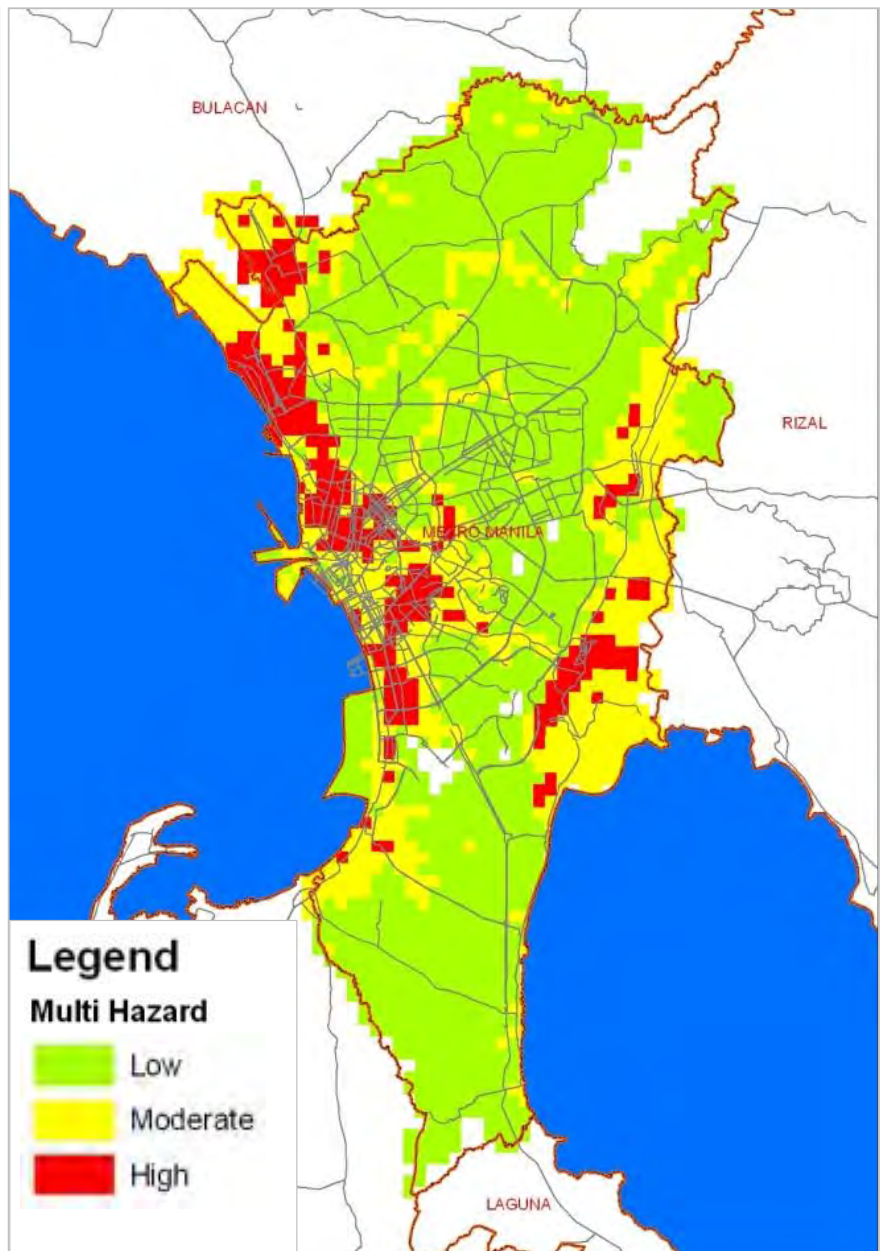 BULACAN
RIZAL
METRO MANILA
Legend
Multi Hazard
Low
Moderate
High
LAGUNA